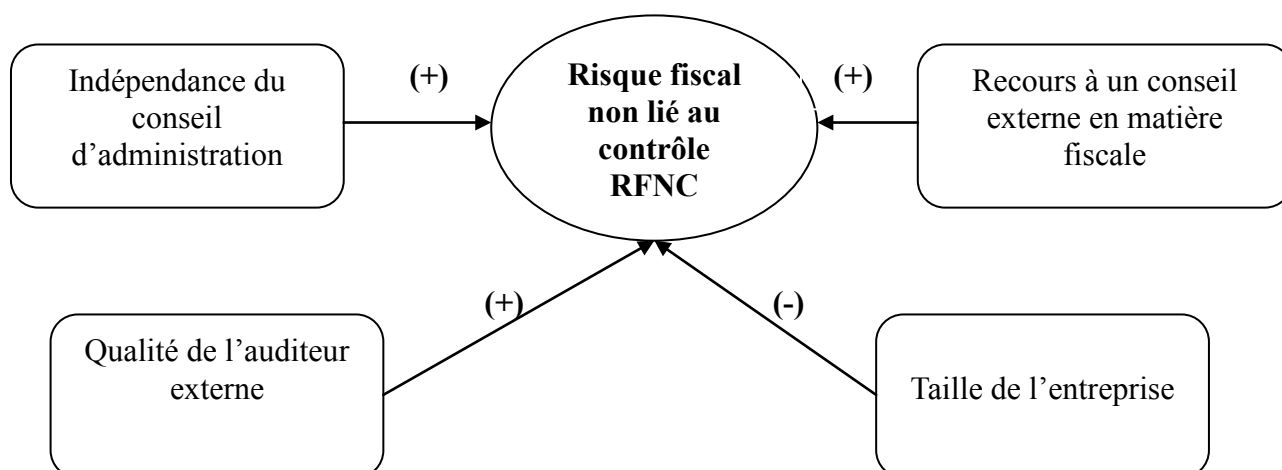 Indépendance du
conseil
d’administration
(+)
Risque fiscal
non lié au
contrôle
RFNC
(+)
Recours à un conseil
externe en matière
fiscale
(+)
(-)
Qualité de l’auditeur
externe
Taille de l’entreprise